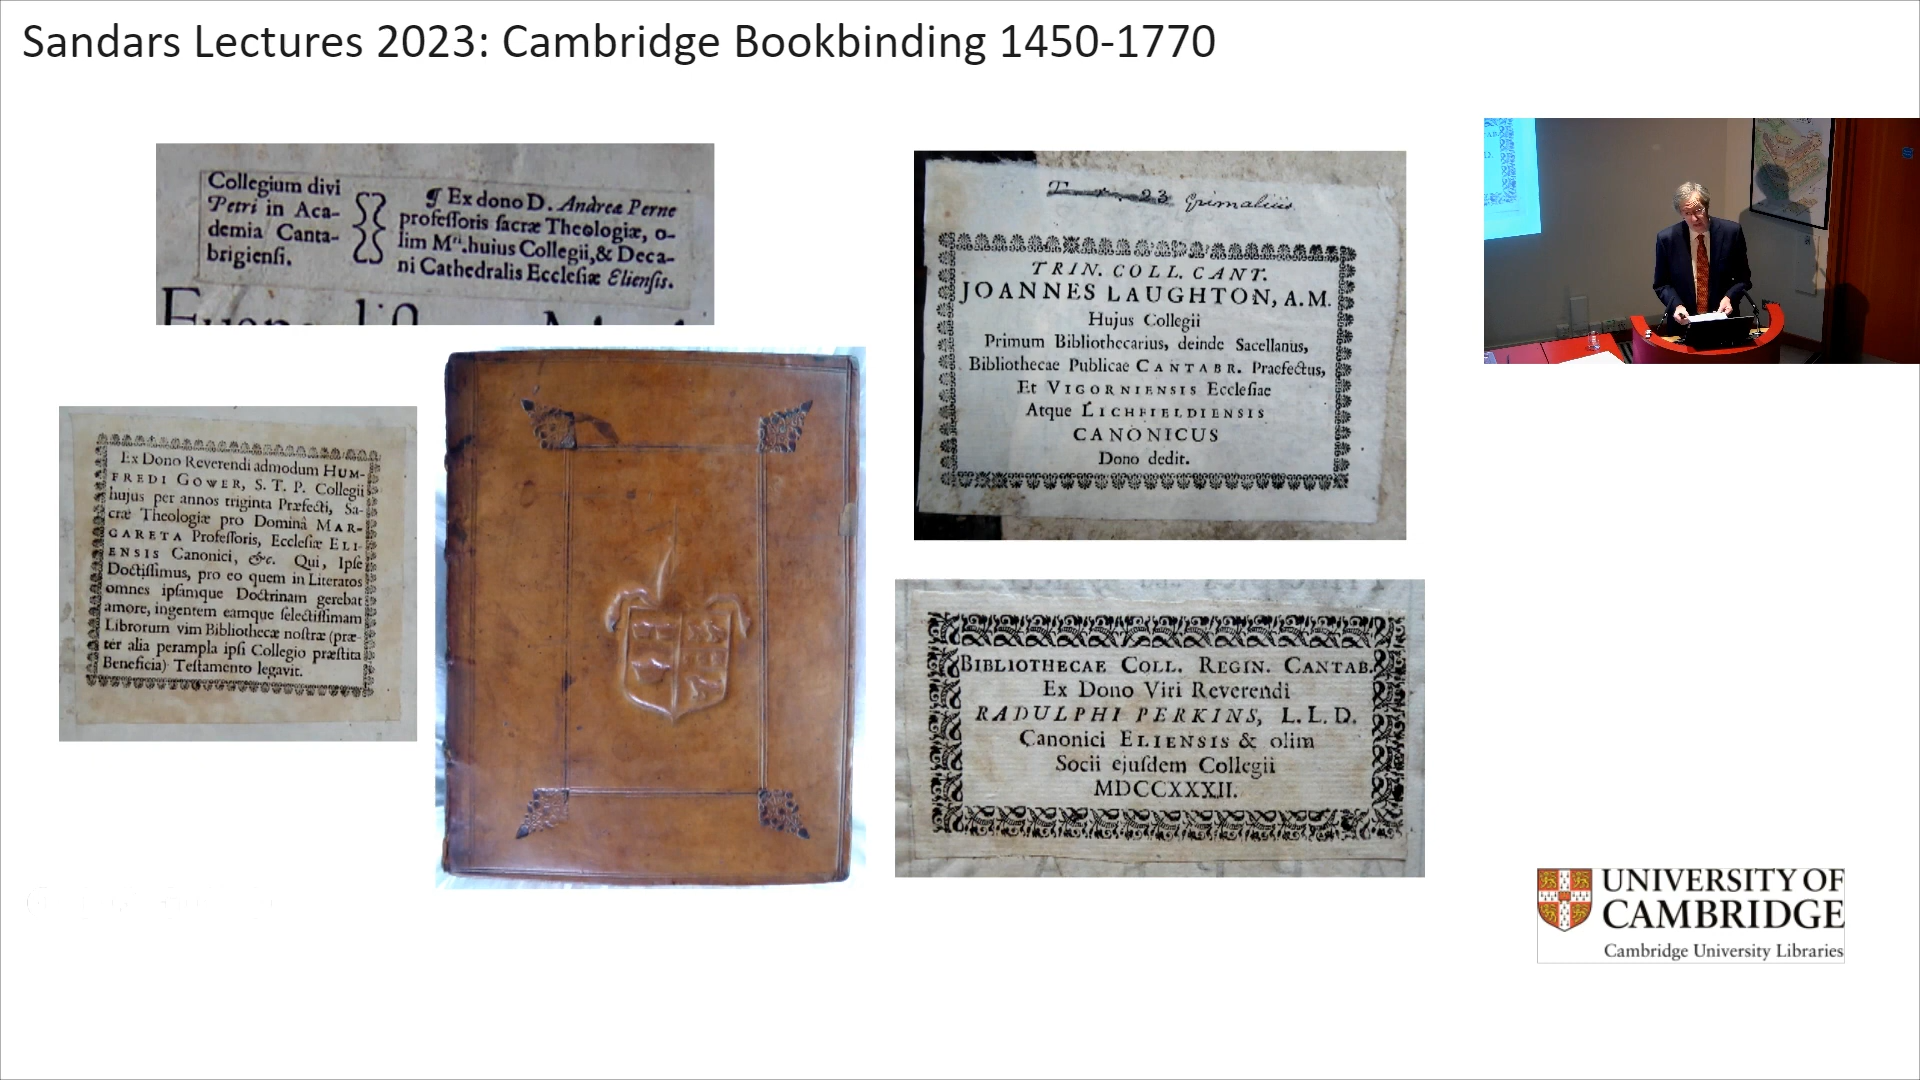 Sandars Lectures 2023: Cambridge Bookbinding 1450-1770
Collegium divi
Petri in Aca-
demia Canta-
brigienſi.
¶ Ex dono D. Andreæ Perne
profeſſoris ſacræ Theologiæ, o-
lim Mri. huius Collegii, & Deca-
ni Cathedralis Eccleſiæ Elienſis.
Ex Dono Reverendi admodum HUM-
FREDI GOWER, S. T. P. Collegii
hujus per annos triginta Præfecti, Sa-
cræ Theologiæ pro Dominâ MAR-
GARETA Profeſſoris, Eccleſiæ ELI-
ENSIS Canonici, &c. Qui, Ipſe
Doctiſſimus, pro eo quem in Literatos
omnes ipſamque Doctrinam gerebat
amore, ingentem eamque ſelectiſſimam
Librorum vim Bibliothecæ noſtræ (præ-
ter alia perampla ipſi Collegio præſtita
Beneficia) Teſtamento legavit.
23
TRIN. COLL. CANT.
JOANNES LAUGHTON, A.M.
Hujus Collegii
Primum Bibliothecarius, deinde Sacellanus,
Bibliothecae Publicae CANTABR. Praefectus,
Et VIGORNIENSIS Eccleſiae
Atque LICHFIELDIENSIS
CANONICUS
Dono dedit.
BIBLIOTHECAE COLL. REGIN. CANTAB.
Ex Dono Viri Reverendi
RADULPHI PERKINS, L.L.D.
Canonici ELIENSIS & olim
Socii ejuſdem Collegii
MDCCXXXII.
UNIVERSITY OF
CAMBRIDGE
Cambridge University Libraries